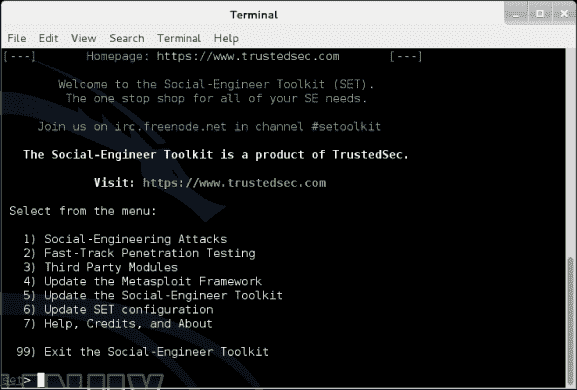 Terminal
File Edit View Search Terminal Help
[---] Homepage: https://www.trustedsec.com [---]
Welcome to the Social-Engineer Toolkit (SET).
The one stop shop for all of your SE needs.
Join us on irc.freenode.net in channel #setoolkit
The Social-Engineer Toolkit is a product of TrustedSec.
Visit: https://www.trustedsec.com
Select from the menu:
1) Social-Engineering Attacks
2) Fast-Track Penetration Testing
3) Third Party Modules
4) Update the Metasploit Framework
5) Update the Social-Engineer Toolkit
6) Update SET configuration
7) Help, Credits, and About
99) Exit the Social-Engineer Toolkit
set>